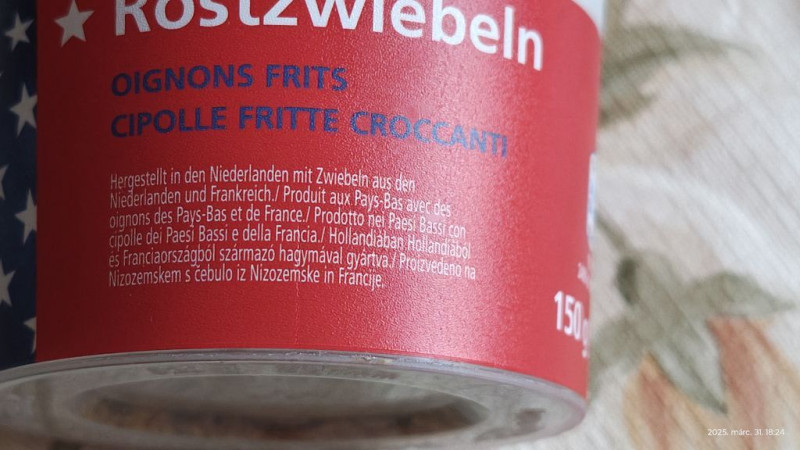 Röstzwiebeln
OIGNONS FRITS
CIPOLLE FRITTE CROCCANTI
Hergestellt in den Niederlanden mit Zwiebeln aus den
Niederlanden und Frankreich./ Produit aux Pays-Bas avec des
oignons des Pays-Bas et de France./ Prodotto nei Paesi Bassi con
cipolle dei Paesi Bassi e della Francia./ Hollandiában Hollandiából
és Franciaországból származó hagymával gyártva./ Proizvedeno na
Nizozemskem s čebulo iz Nizozemske in Francije.
150 g
2025. márc. 31. 18:24